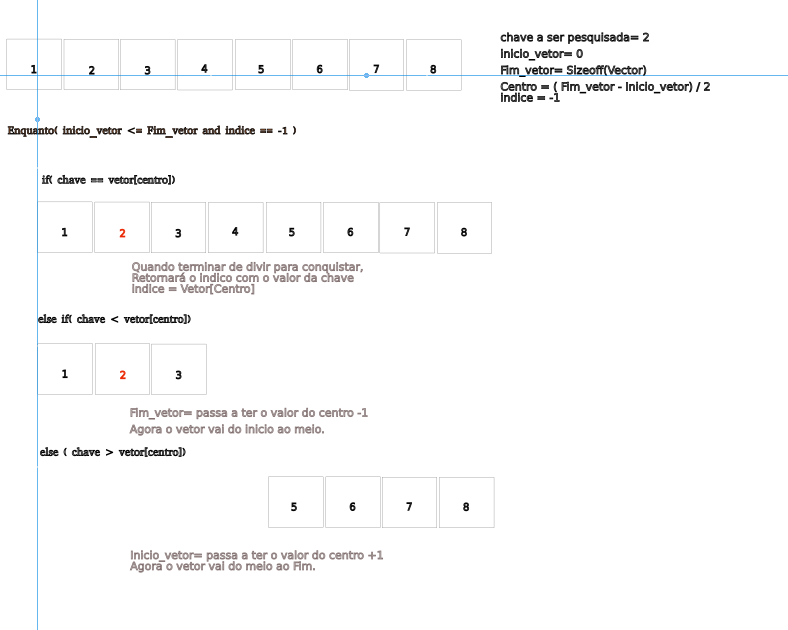 chave a ser pesquisada= 2
Inicio_vetor= 0
Fim_vetor= Sizeoff(Vector)
Centro = ( Fim_vetor - Inicio_vetor) / 2
indice = -1
1 2 3 4 5 6 7 8
Enquanto( inicio_vetor <= Fim_vetor and indice == -1 )
if( chave == vetor[centro])
1 2 3 4 5 6 7 8
Quando terminar de divir para conquistar,
Retornará o indico com o valor da chave
indice = Vetor[Centro]
else if( chave < vetor[centro])
1 2 3
Fim_vetor= passa a ter o valor do centro -1
Agora o vetor vai do inicio ao meio.
else ( chave > vetor[centro])
5 6 7 8
Inicio_vetor= passa a ter o valor do centro +1
Agora o vetor vai do meio ao Fim.